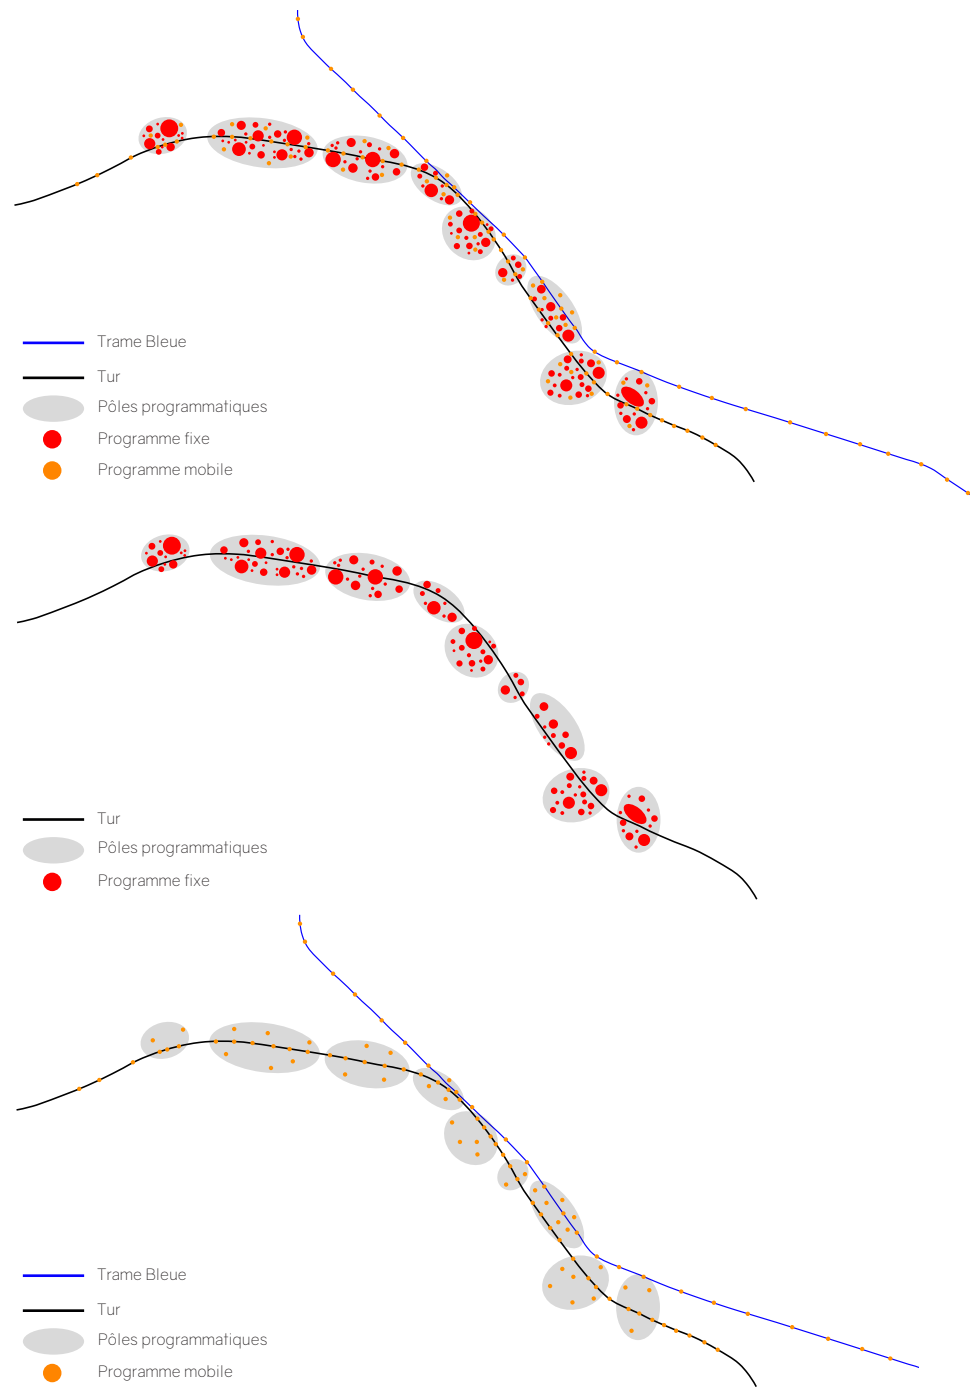 Trame Bleue
Tur
Pôles programmatiques
Programme fixe
Programme mobile
Tur
Pôles programmatiques
Programme fixe
Trame Bleue
Tur
Pôles programmatiques
Programme mobile